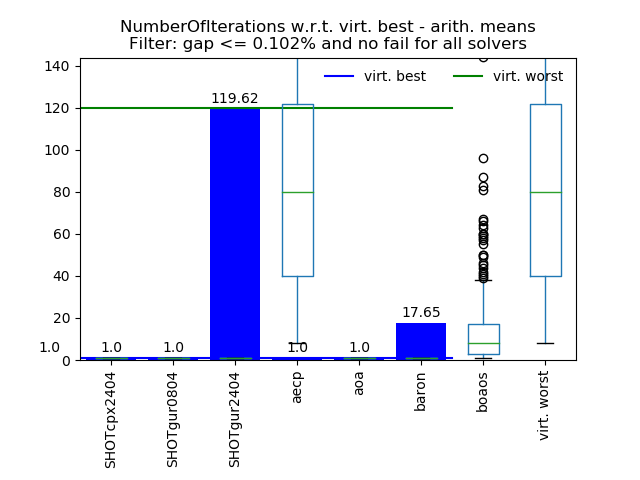 NumberOfIterations w.r.t. virt. best - arith. means
Filter: gap <= 0.102% and no fail for all solvers
virt. best
virt. worst
140
120
100
80
60
40
20
0
119.62
17.65
1.0
1.0
1.0
1.0
1.0
SHOTcpx2404
SHOTgur0804
SHOTgur2404
aecp
aoa
baron
boaos
virt. worst